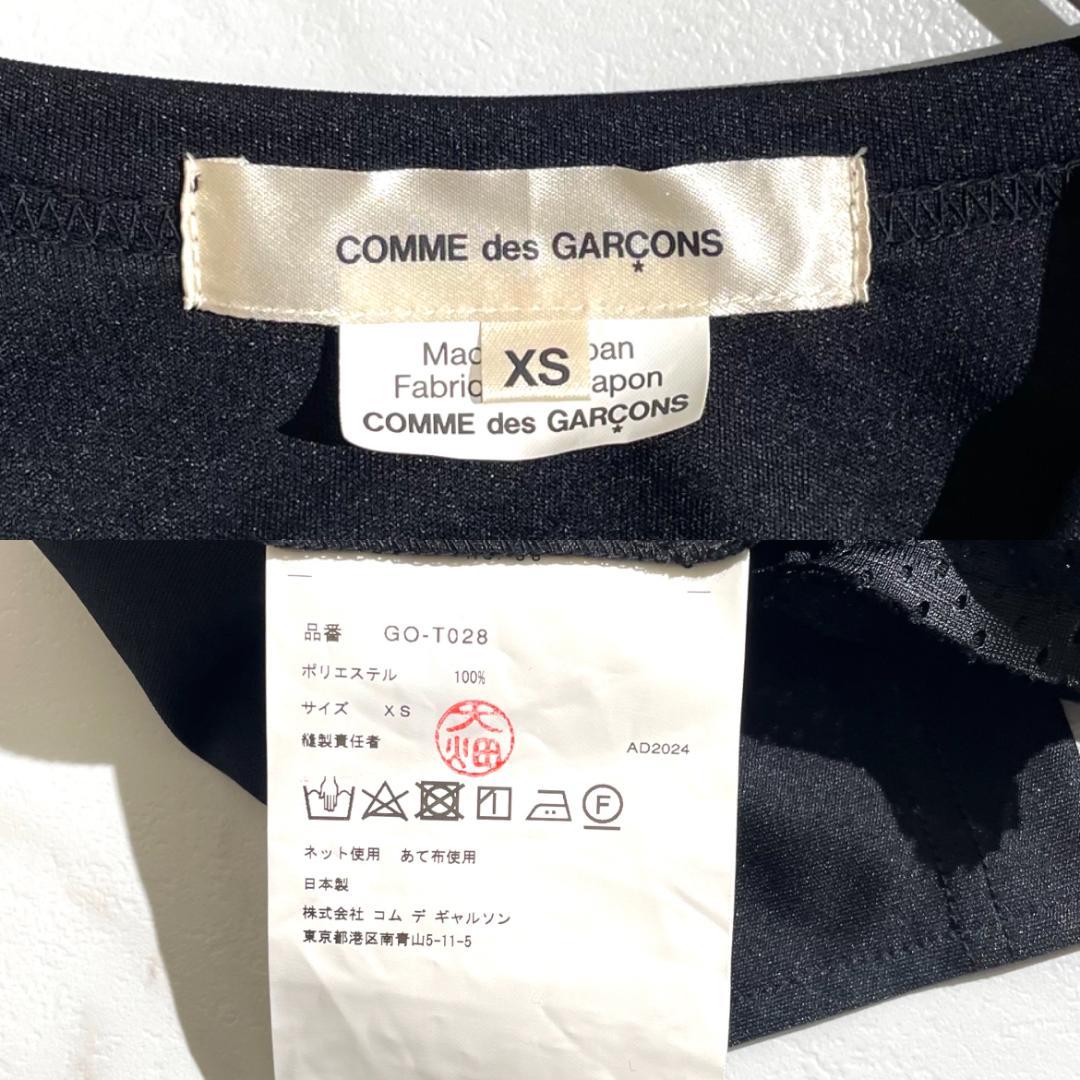 COMME des GARÇONS
Mac XS pan
Fabric apon
COMME des GARÇONS
品番 GO-T028
ポリエステル 100%
サイズ XS
縫製責任者 大畑 AD2024
F
ネット使用 あて布使用
日本製
株式会社 コム デ ギャルソン
東京都港区南青山5-11-5